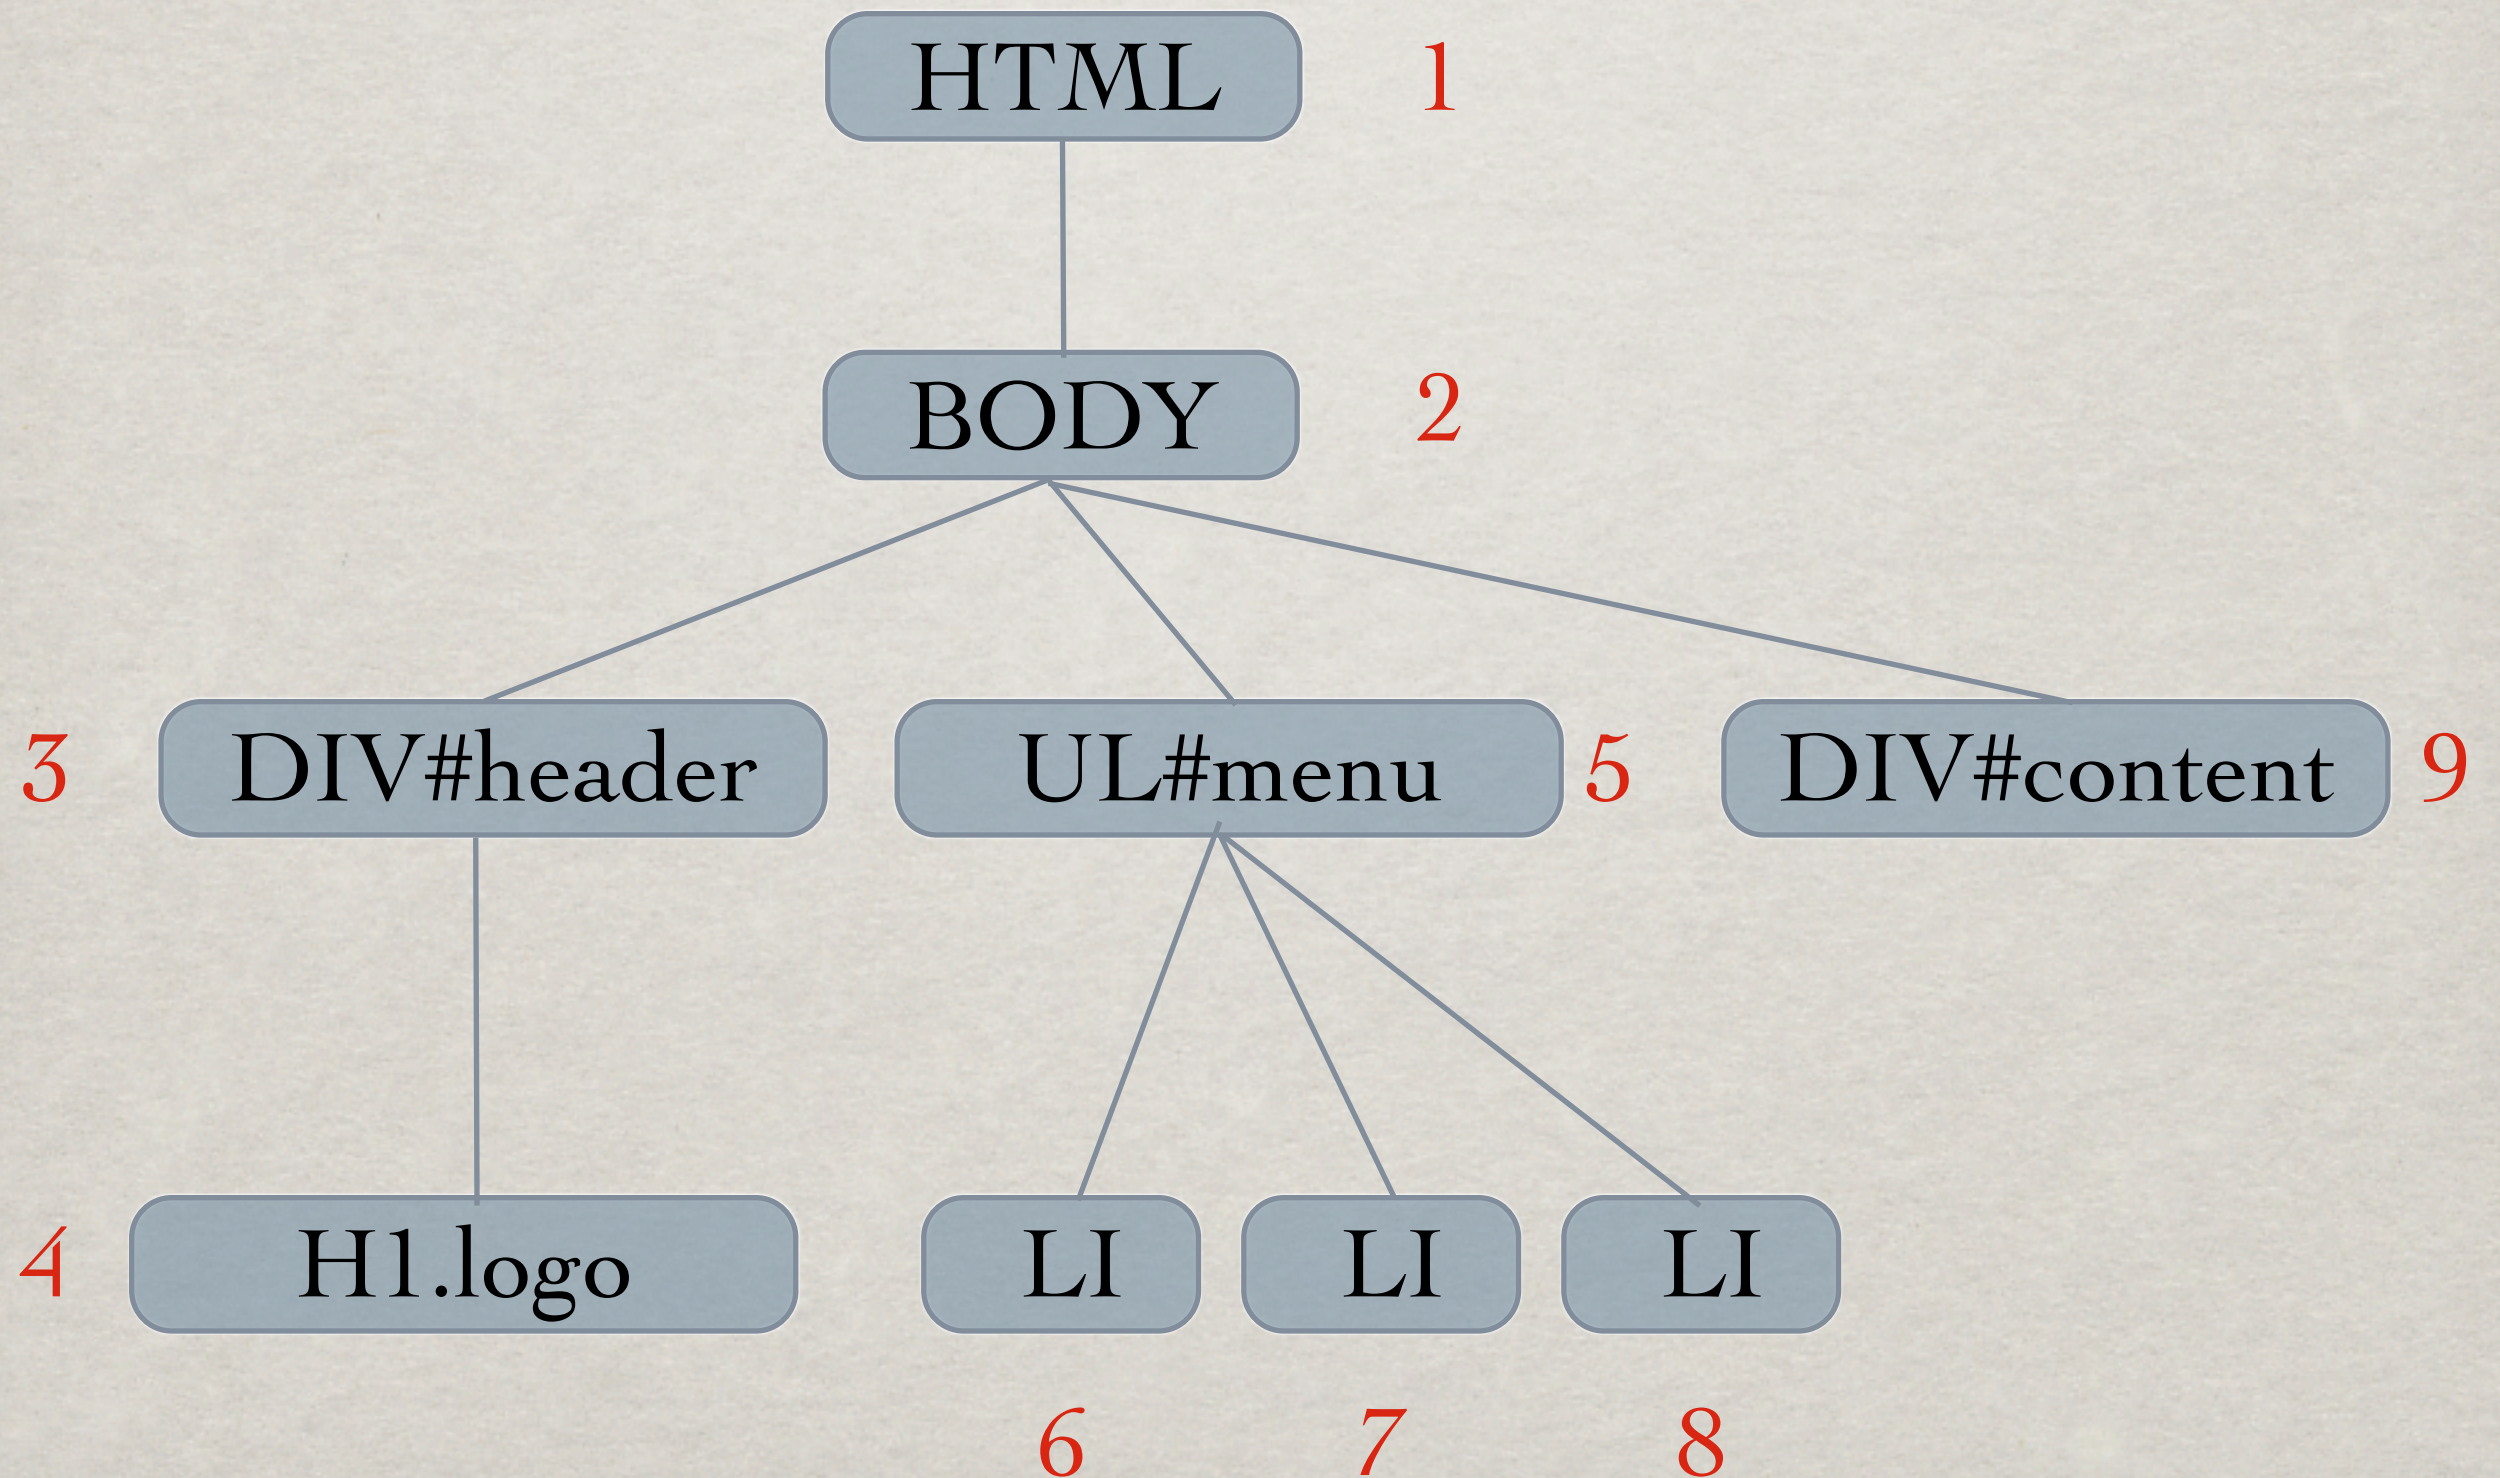 HTML 1
BODY 2
3 DIV#header UL#menu 5 DIV#content 9
4 H1.logo LI LI LI
6 7 8